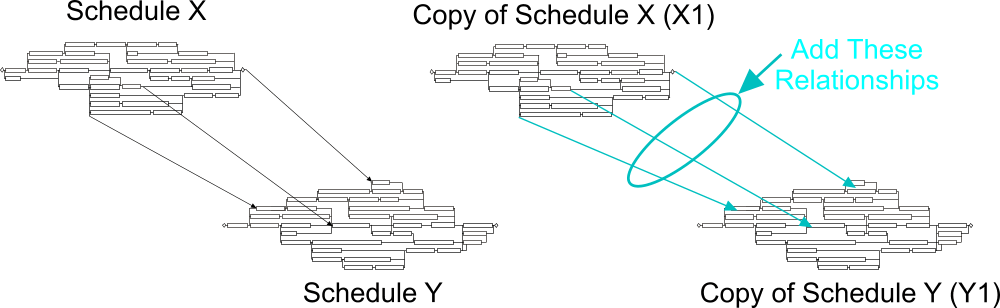 Schedule X
Copy of Schedule X (X1)
Add These
Relationships
Schedule Y
Copy of Schedule Y (Y1)